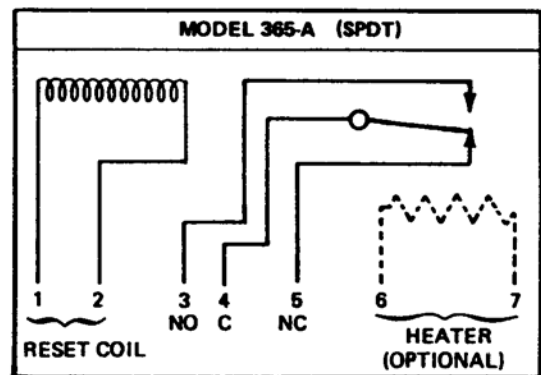 MODEL 365-A (SPDT)
1 2 3 4 5 6 7
NO C NC
RESET COIL
HEATER
(OPTIONAL)